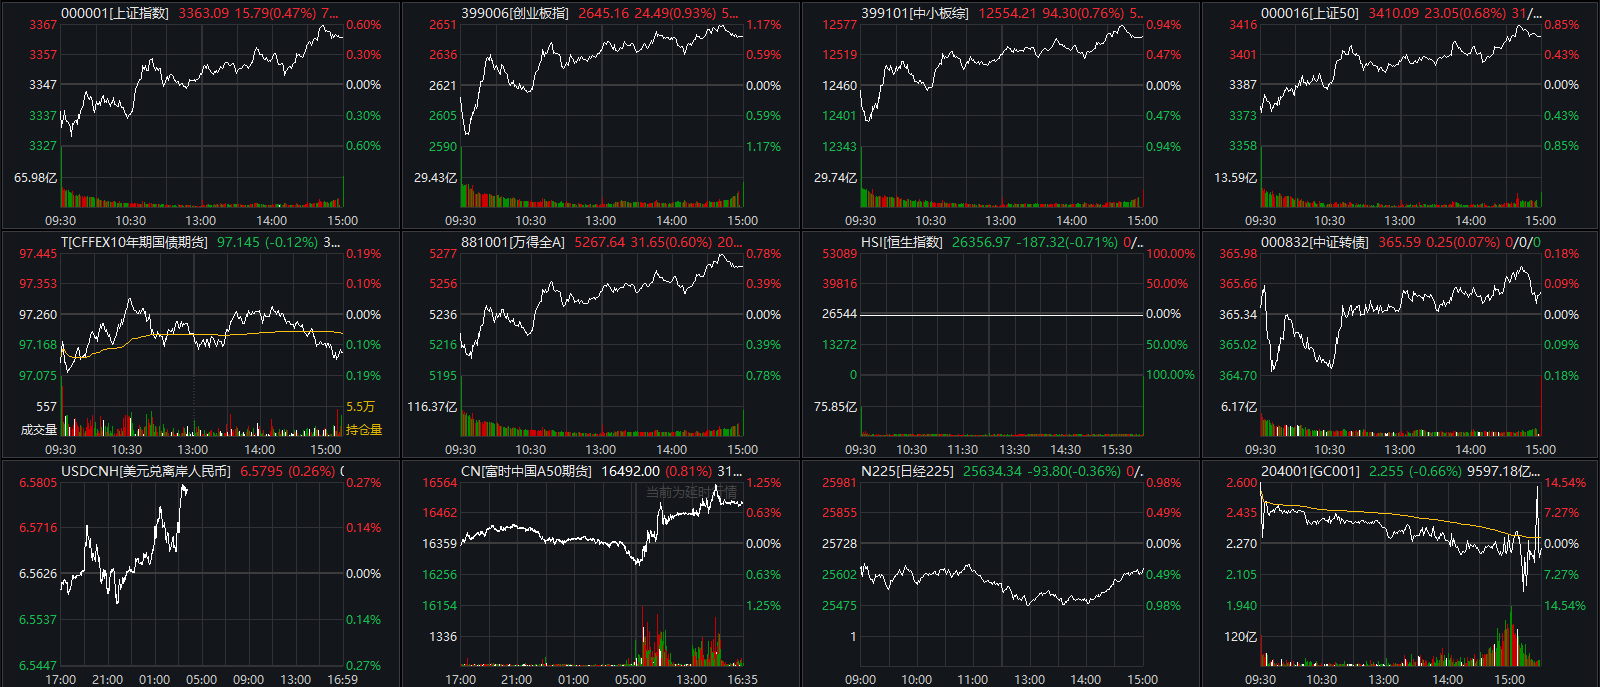 000001[上证指数] 3363.09 15.79(0.47%) 7...
3367 0.60%
3357 0.30%
3347 0.00%
3337 0.30%
3327 0.60%
65.98亿
09:30 10:30 13:00 14:00 15:00
399006[创业板指] 2645.16 24.49(0.93%) 5...
2651 1.17%
2636 0.59%
2621 0.00%
2605 0.59%
2590 1.17%
29.43亿
09:30 10:30 13:00 14:00 15:00
399101[中小板综] 12554.21 94.30(0.76%) 5..
12577 0.94%
12519 0.47%
12460 0.00%
12401 0.47%
12343 0.94%
29.74亿
09:30 10:30 13:00 14:00 15:00
000016[上证50] 3410.09 23.05(0.68%) 31/...
3416 0.85%
3401 0.43%
3387 0.00%
3373 0.43%
3358 0.85%
13.59亿
09:30 10:30 13:00 14:00 15:00
T[CFFEX10年期国债期货] 97.145 (-0.12%) 3...
97.445 0.19%
97.353 0.10%
97.260 0.00%
97.168 0.10%
97.075 0.19%
557 5.5万
成交量 持仓量
09:30 10:30 13:00 14:00 15:00
881001[万得全A] 5267.64 31.65(0.60%) 20...
5277 0.78%
5256 0.39%
5236 0.00%
5216 0.39%
5195 0.78%
116.37亿
09:30 10:30 13:00 14:00 15:00
HSI[恒生指数] 26356.97 -187.32(-0.71%) 0/..
53089 100.00%
39816 50.00%
26544 0.00%
13272 50.00%
0 100.00%
75.85亿
09:30 10:30 11:30 13:30 14:30 15:30
000832[中证转债] 365.59 0.25(0.07%) 0/0/0
365.98 0.18%
365.66 0.09%
365.34 0.00%
365.02 0.09%
364.70 0.18%
6.17亿
09:30 10:30 13:00 14:00 15:00
USDCNH[美元兑离岸人民币] 6.5795 (0.26%)
6.5805 0.27%
6.5716 0.14%
6.5626 0.00%
6.5537 0.14%
6.5447 0.27%
17:00 21:00 01:00 05:00 09:00 13:00 16:59
CN[富时中国A50期货] 16492.00 (0.81%) 31...
当前为延时行情
16564 1.25%
16462 0.63%
16359 0.00%
16256 0.63%
16154 1.25%
1336
17:00 21:00 01:00 05:00 13:00 16:35
N225[日经225] 25634.34 -93.80(-0.36%) 0/.
25981 0.98%
25855 0.49%
25728 0.00%
25602 0.49%
25475 0.98%
1
09:00 10:00 11:00 13:00 14:00 15:00
204001[GC001] 2.255 (-0.66%) 9597.18亿...
2.600 14.54%
2.435 7.27%
2.270 0.00%
2.105 7.27%
1.940 14.54%
120亿
09:30 10:30 13:00 14:00 15:00